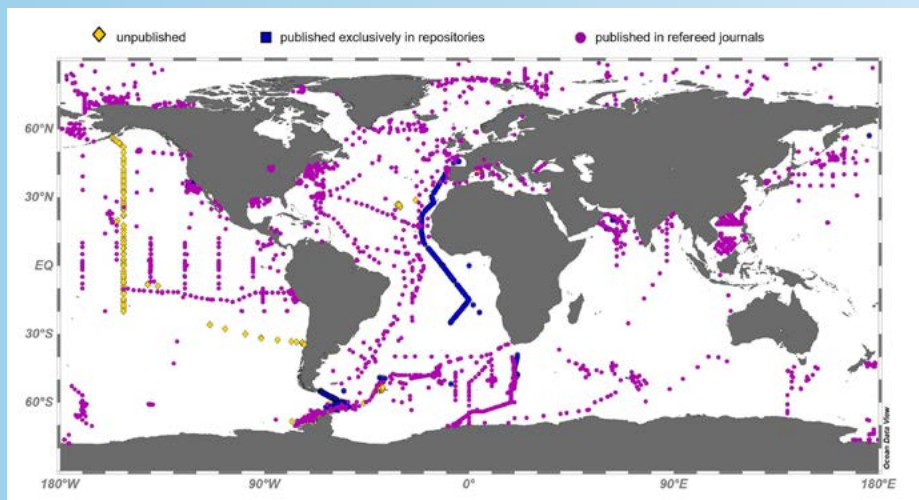 unpublished published exclusively in repositories published in refereed journals
60°N
30°N
EQ
30°S
60°S
Ocean Data View
180°W 90°W 0° 90°E 180°E